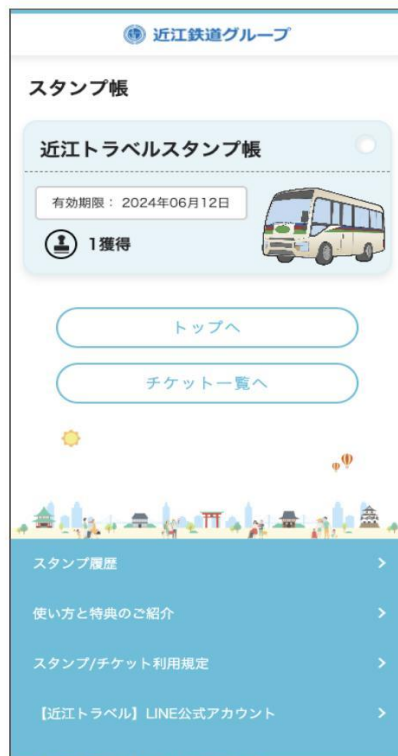 近江鉄道グループ
スタンプ帳
近江トラベルスタンプ帳
有効期限： 2024年06月12日
1獲得
トップへ
チケット一覧へ
スタンプ履歴
使い方と特典のご紹介
スタンプ/チケット利用規定
【近江トラベル】LINE公式アカウント